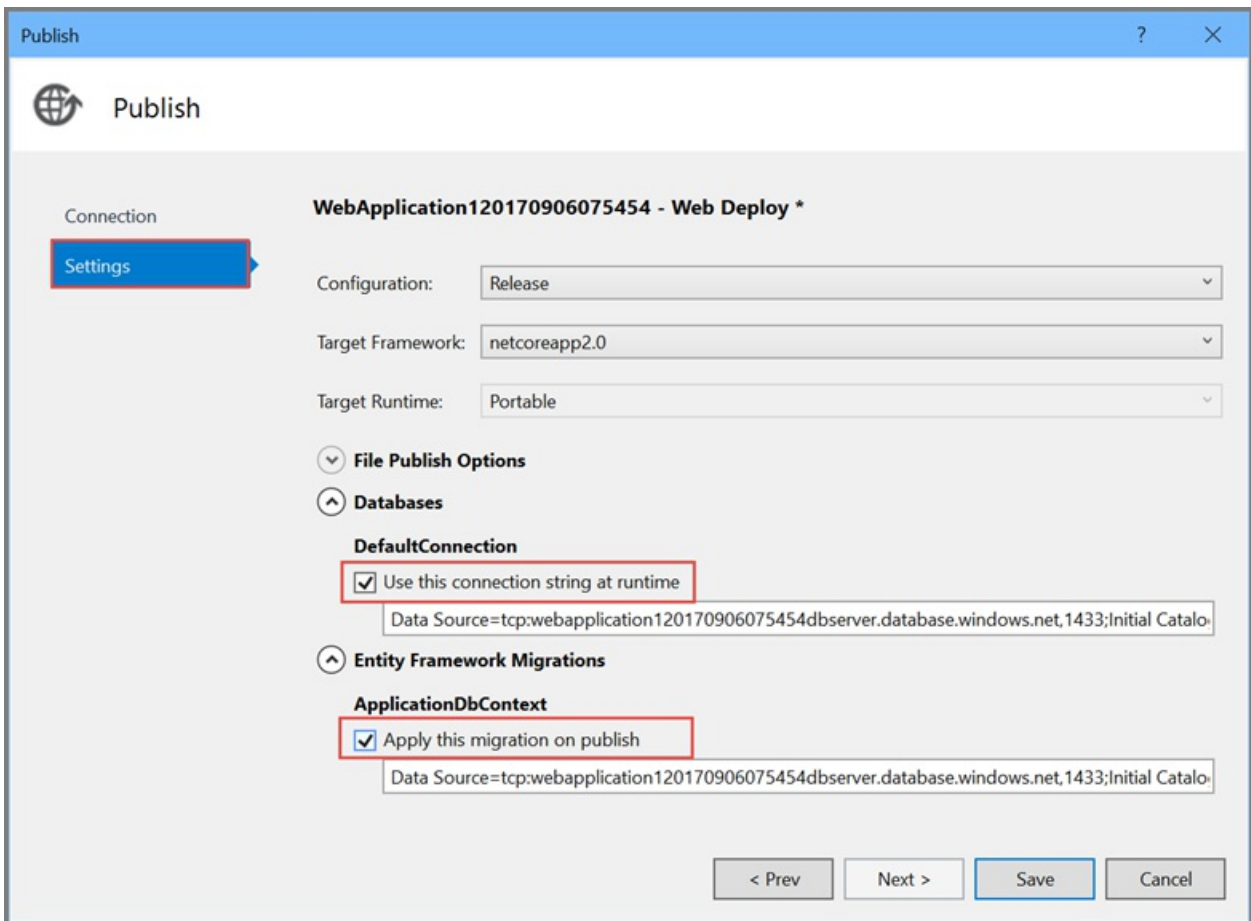 Publish
?
Publish
Connection
Settings
WebApplication120170906075454 - Web Deploy *
Configuration: Release
Target Framework: netcoreapp2.0
Target Runtime: Portable
File Publish Options
Databases
DefaultConnection
Use this connection string at runtime
Data Source=tcp:webapplication120170906075454dbserver.database.windows.net,1433;Initial Catalo
Entity Framework Migrations
ApplicationDbContext
Apply this migration on publish
Data Source=tcp:webapplication120170906075454dbserver.database.windows.net,1433;Initial Catalo
< Prev Next > Save Cancel